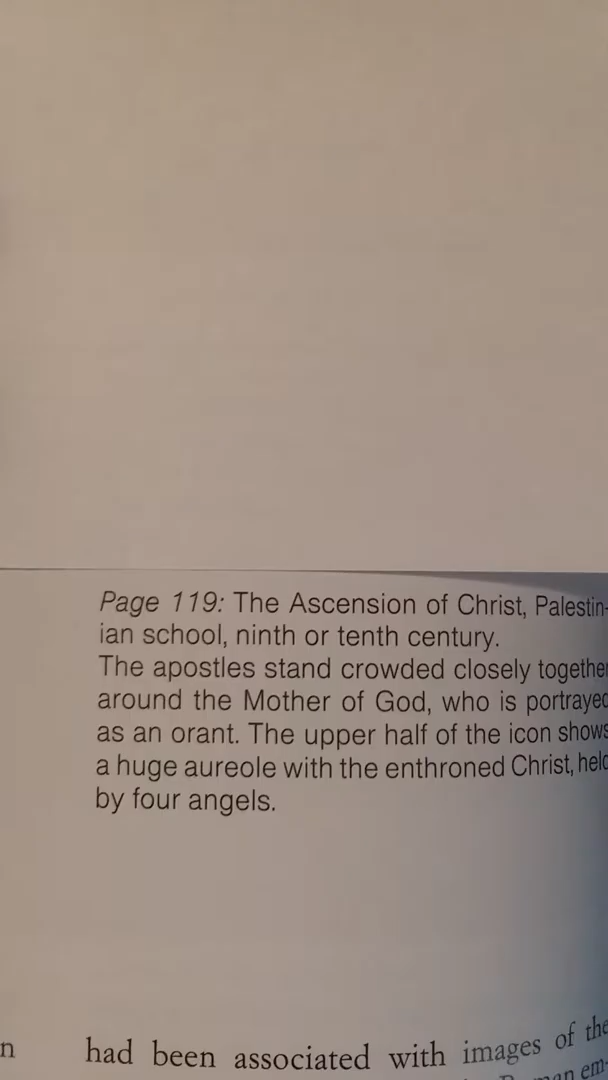 Page 119: The Ascension of Christ, Palestin-
ian school, ninth or tenth century.
The apostles stand crowded closely together
around the Mother of God, who is portrayed
as an orant. The upper half of the icon shows
a huge aureole with the enthroned Christ, held
by four angels.
n had been associated with images of the